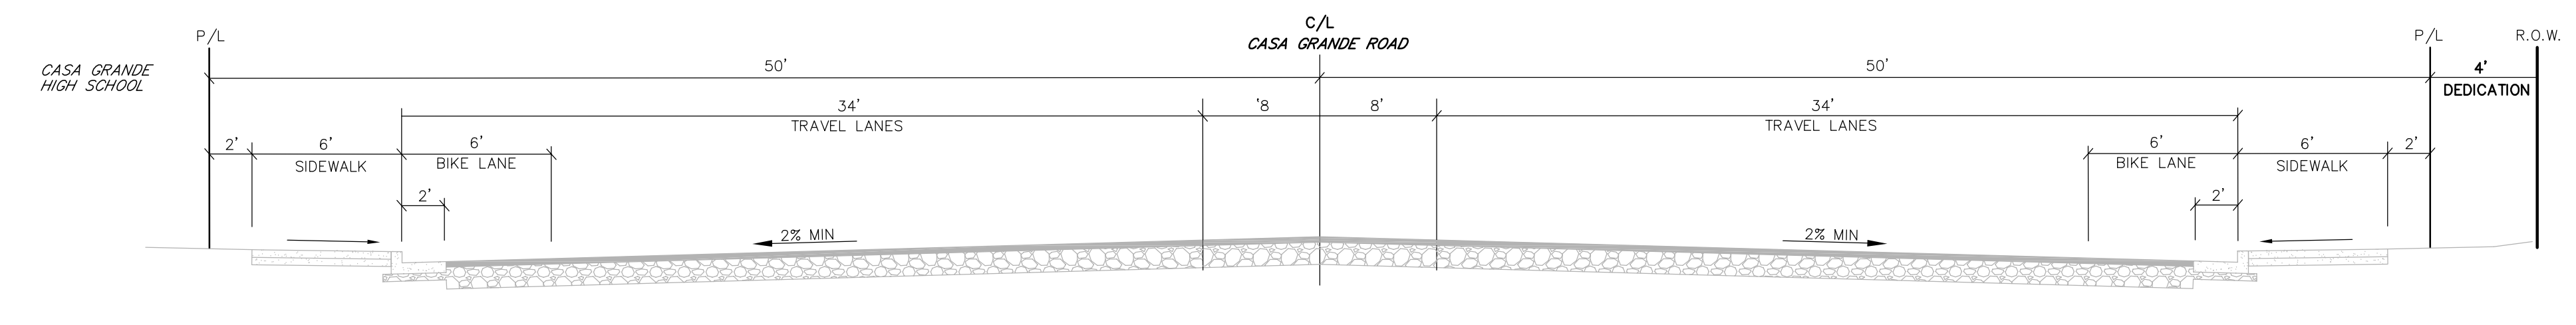 C/L
CASA GRANDE ROAD
P/L
P/L
R.O.W.
CASA GRANDE
HIGH SCHOOL
50'
50'
4'
DEDICATION
34'
TRAVEL LANES
'8
8'
34'
TRAVEL LANES
2'
6'
SIDEWALK
6'
BIKE LANE
6'
BIKE LANE
6'
SIDEWALK
2'
2'
2'
2% MIN
2% MIN